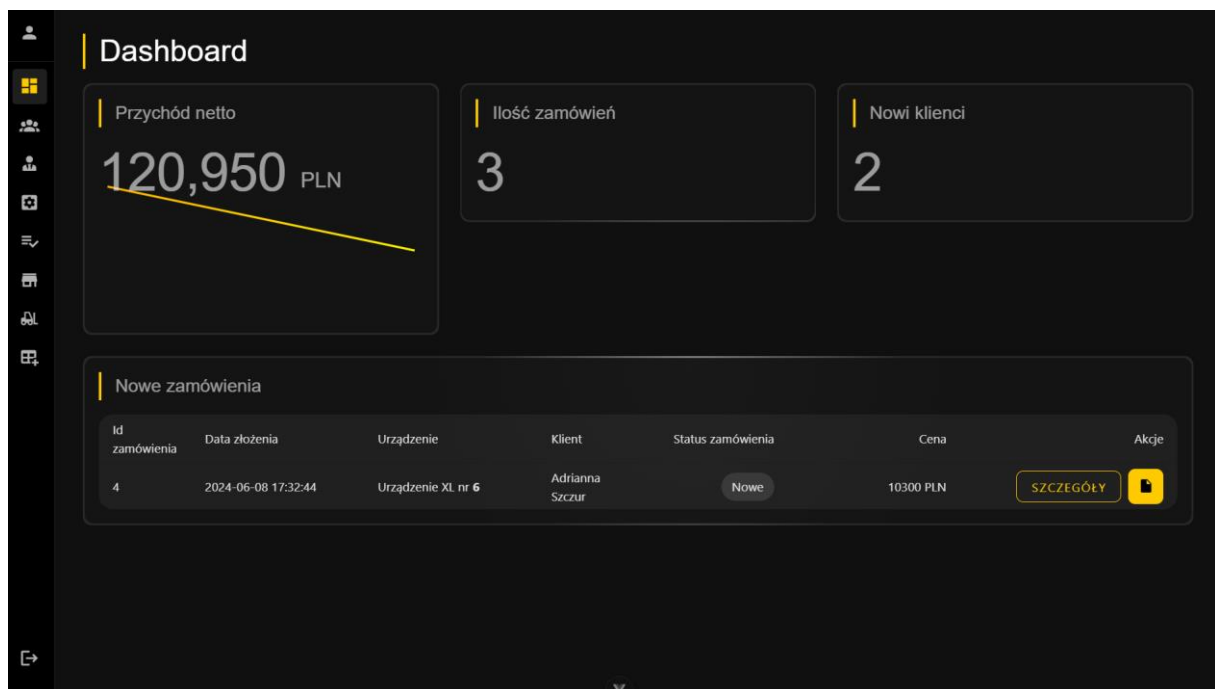 Dashboard
Przychód netto
120,950 PLN
Ilość zamówień
3
Nowi klienci
2
Nowe zamówienia
Id
zamówienia
Data złożenia
Urządzenie
Klient
Status zamówienia
Cena
Akcje
4
2024-06-08 17:32:44
Urządzenie XL nr 6
Adrianna
Szczur
Nowe
10300 PLN
SZCZEGÓŁY